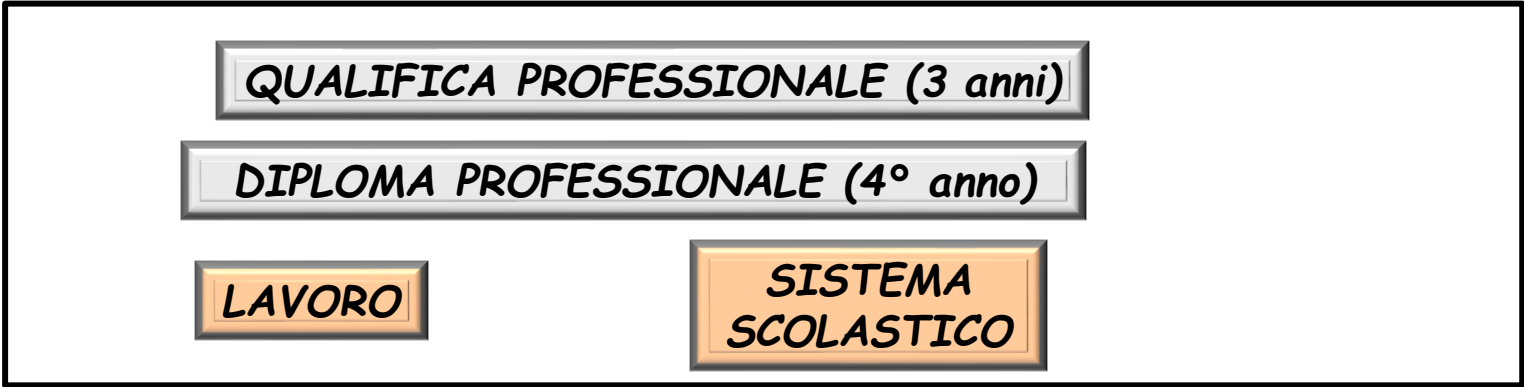 QUALIFICA PROFESSIONALE (3 anni)
DIPLOMA PROFESSIONALE (4° anno)
LAVORO
SISTEMA
SCOLASTICO